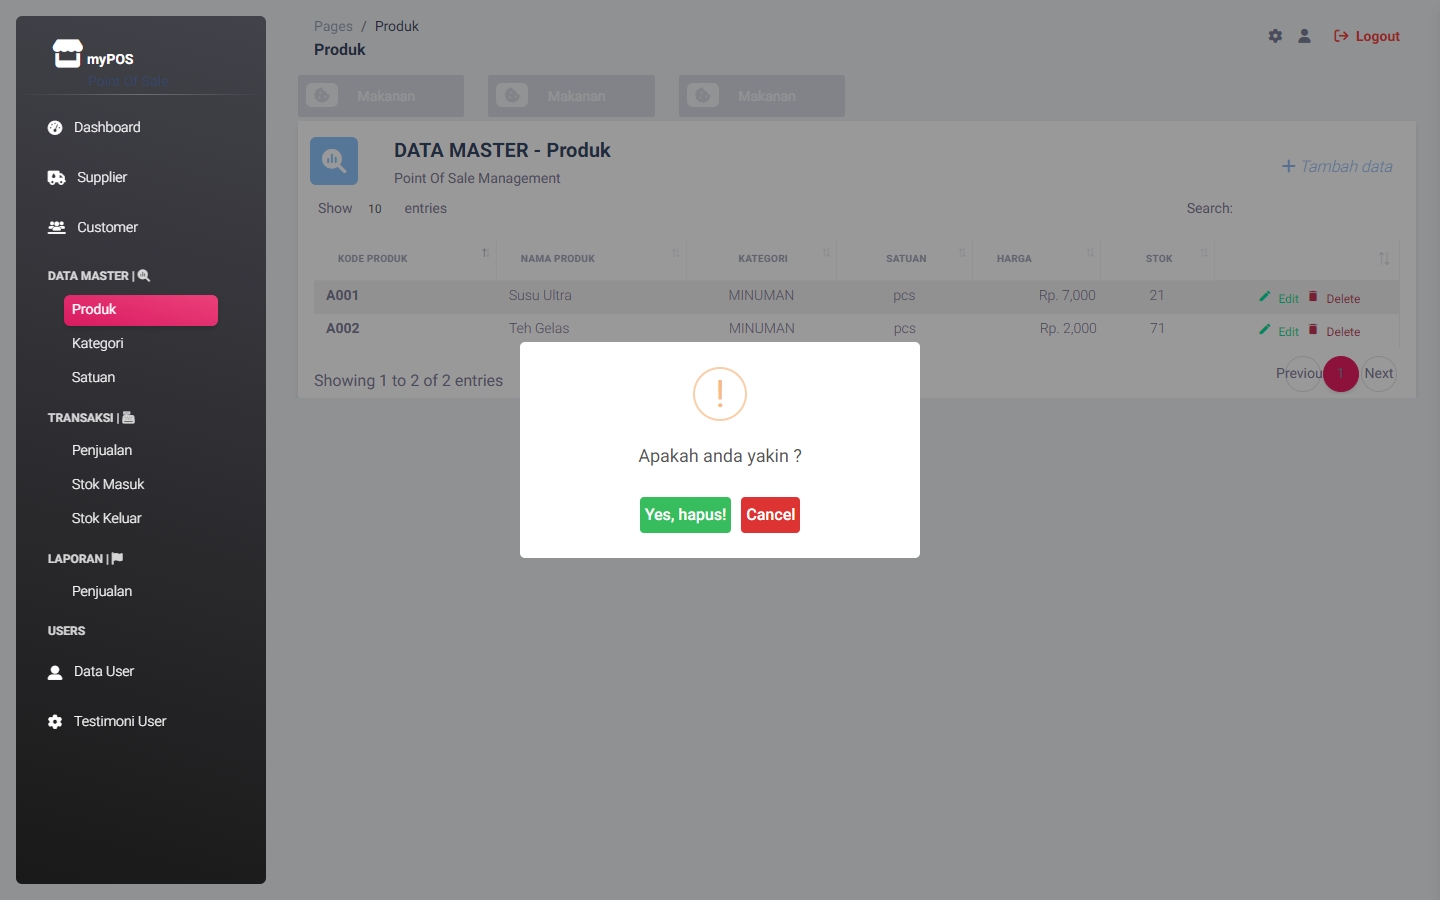 myPOS
Point Of Sale
Dashboard
Supplier
Customer
DATA MASTER |
Produk
Kategori
Satuan
TRANSAKSI |
Penjualan
Stok Masuk
Stok Keluar
LAPORAN |
Penjualan
USERS
Data User
Testimoni User
Pages / Produk
Produk
Logout
Makanan Makanan Makanan
DATA MASTER - Produk
Point Of Sale Management
Tambah data
Show 10 entries Search:
KODE PRODUK NAMA PRODUK KATEGORI SATUAN HARGA STOK
A001 Susu Ultra MINUMAN pcs Rp. 7,000 21 Edit Delete
A002 Teh Gelas MINUMAN pcs Rp. 2,000 71 Edit Delete
Showing 1 to 2 of 2 entries Previou 1 Next
!
Apakah anda yakin ?
Yes, hapus! Cancel